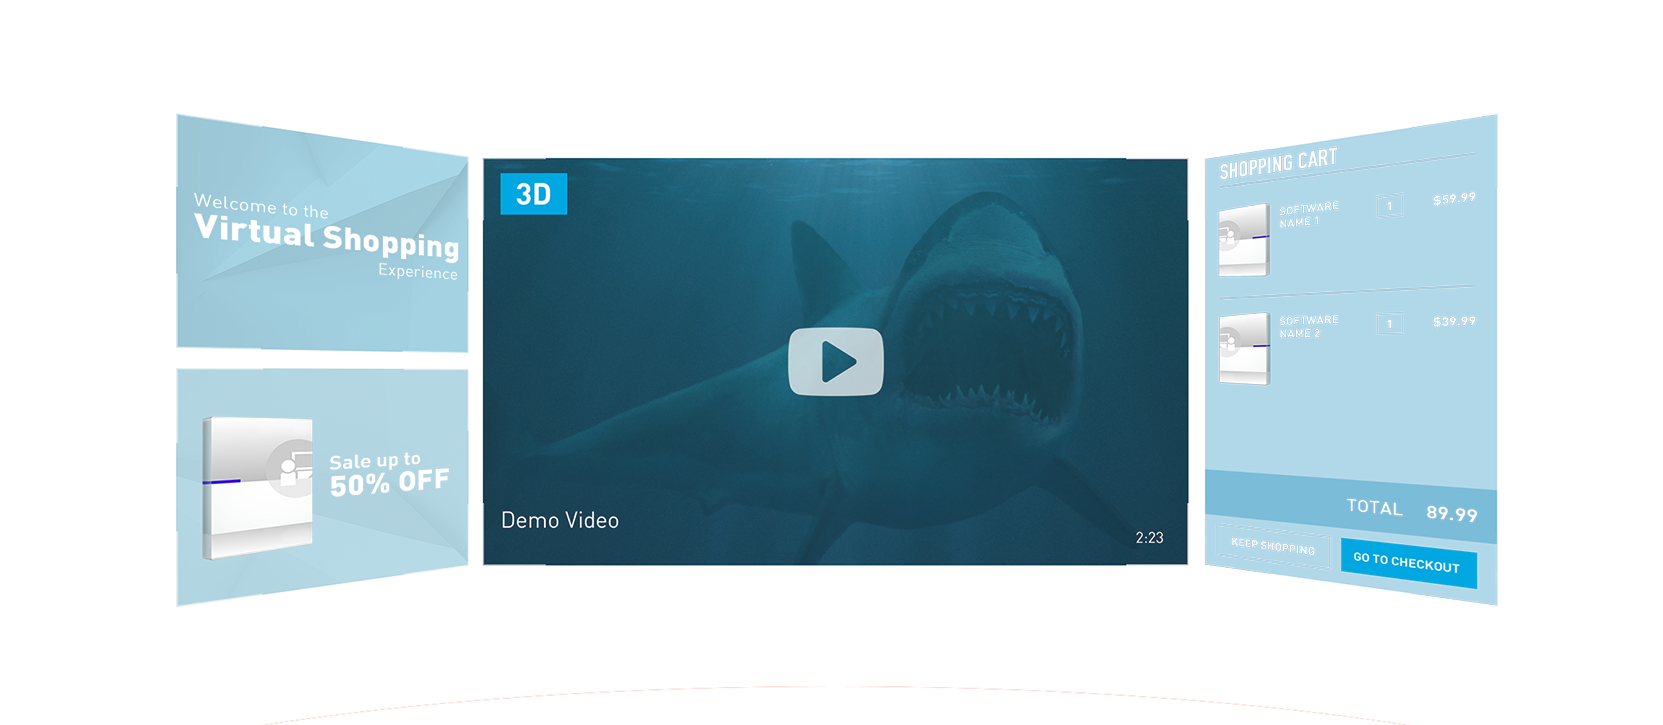 Welcome to the
Virtual Shopping
Experience
Sale up to
50% OFF
3D
Demo Video
2:23
SHOPPING CART
SOFTWARE NAME 1
1
$59.99
SOFTWARE NAME 2
1
$39.99
TOTAL 89.99
KEEP SHOPPING
GO TO CHECKOUT